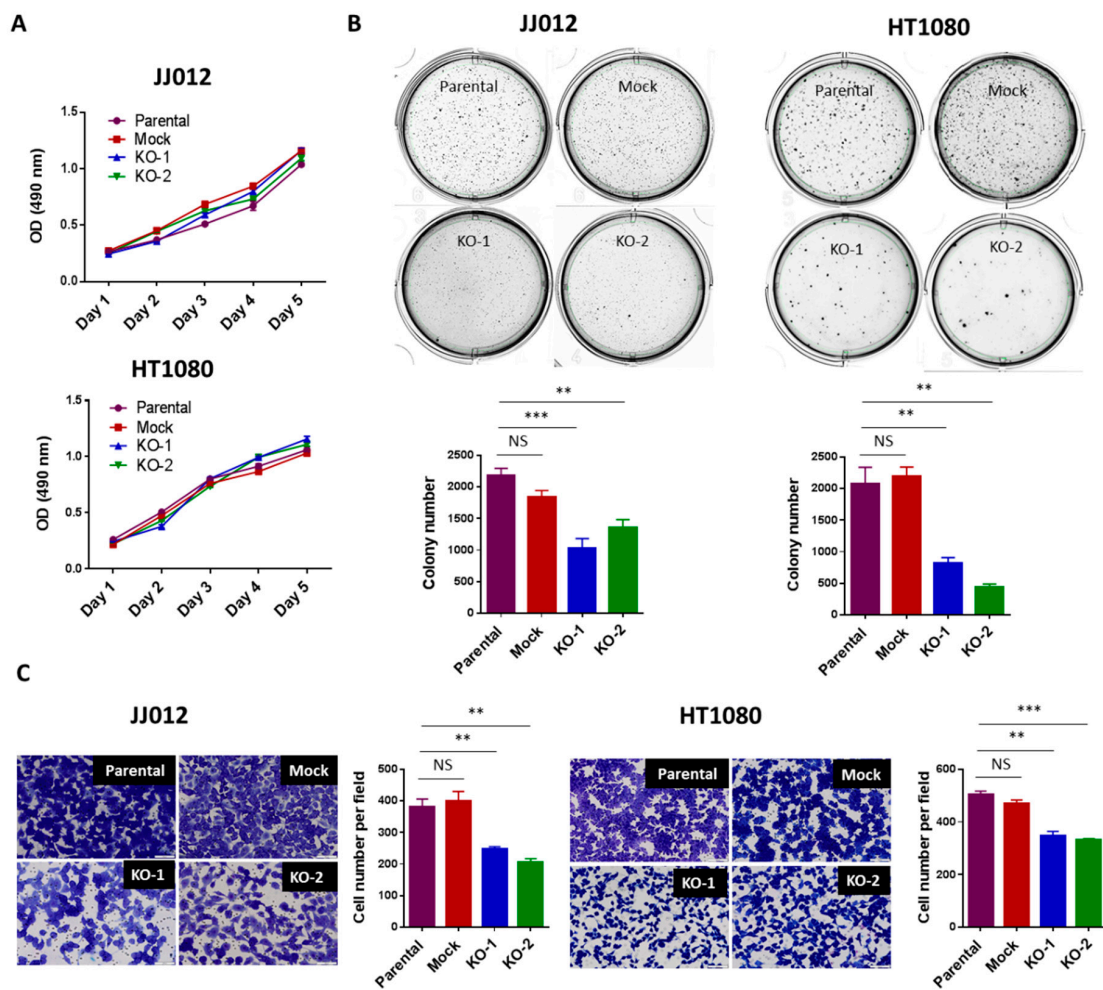 A
JJ012
Parental
Mock
KO-1
KO-2
OD (490 nm)
1.5
1.0
0.5
0.0
Day 1
Day 2
Day 3
Day 4
Day 5
HT1080
Parental
Mock
KO-1
KO-2
OD (490 nm)
1.5
1.0
0.5
0.0
Day 1
Day 2
Day 3
Day 4
Day 5
B
JJ012
Parental
Mock
KO-1
KO-2
**
***
NS
Colony number
2500
2000
1500
1000
500
0
Parental
Mock
KO-1
KO-2
HT1080
Parental
Mock
KO-1
KO-2
**
**
NS
Colony number
2500
2000
1500
1000
500
0
Parental
Mock
KO-1
KO-2
C
JJ012
Parental
Mock
KO-1
KO-2
**
**
NS
Cell number per field
500
400
300
200
100
0
Parental
Mock
KO-1
KO-2
HT1080
Parental
Mock
KO-1
KO-2
***
**
NS
Cell number per field
600
400
200
0
Parental
Mock
KO-1
KO-2